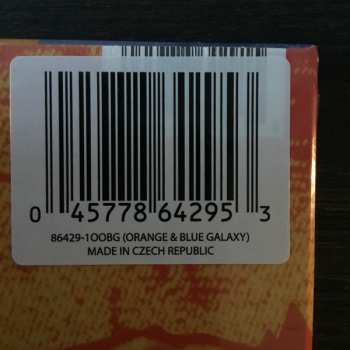 0 45778 64295 3
86429-1OOBG (ORANGE & BLUE GALAXY)
MADE IN CZECH REPUBLIC